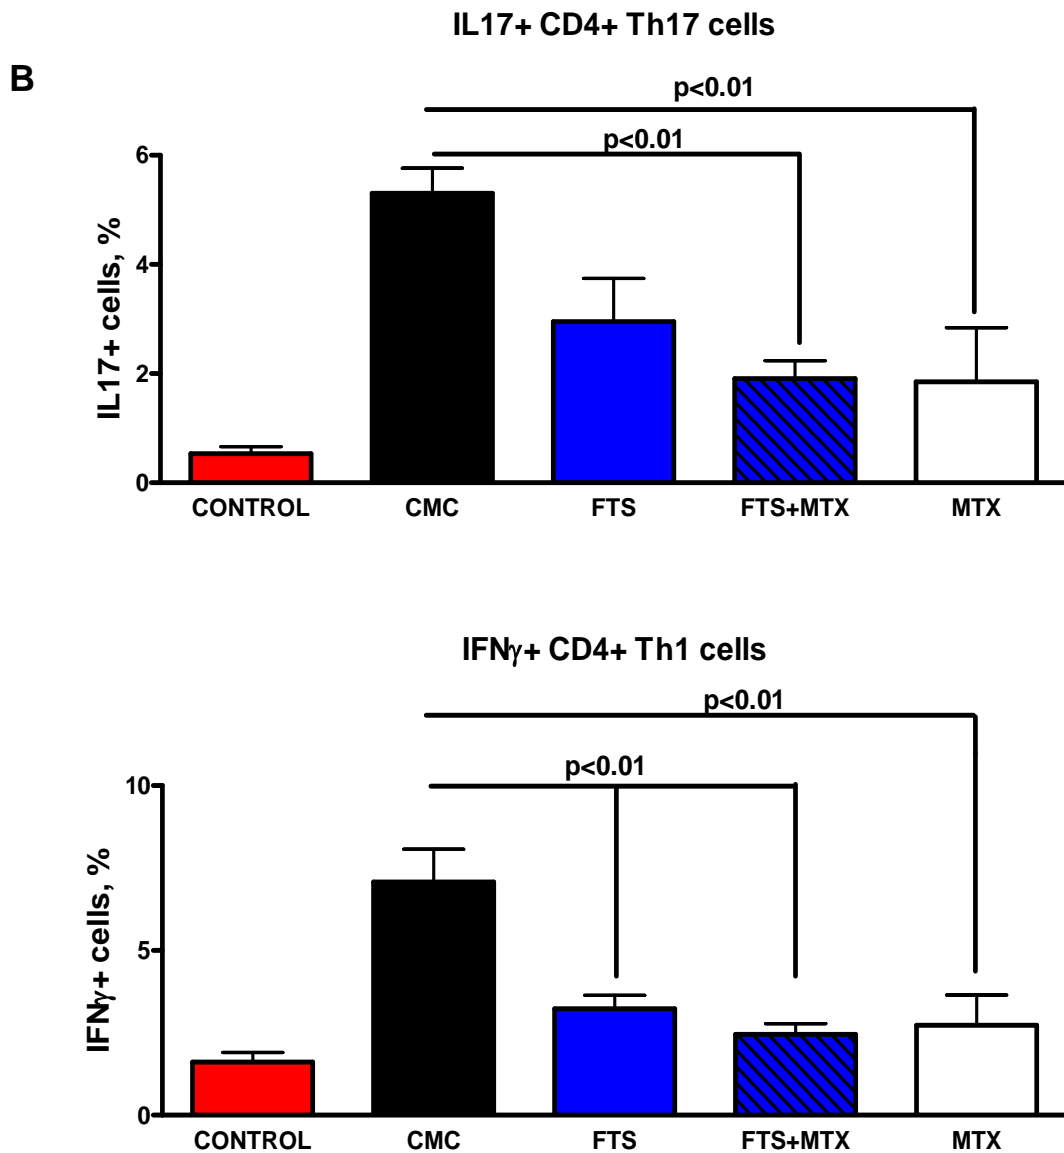 IL17+ CD4+ Th17 cells
B
p<0.01
p<0.01
IL17+ cells, %
6
4
2
0
CONTROL CMC FTS FTS+MTX MTX
IFNγ+ CD4+ Th1 cells
p<0.01
p<0.01
IFNγ+ cells, %
10
5
0
CONTROL CMC FTS FTS+MTX MTX